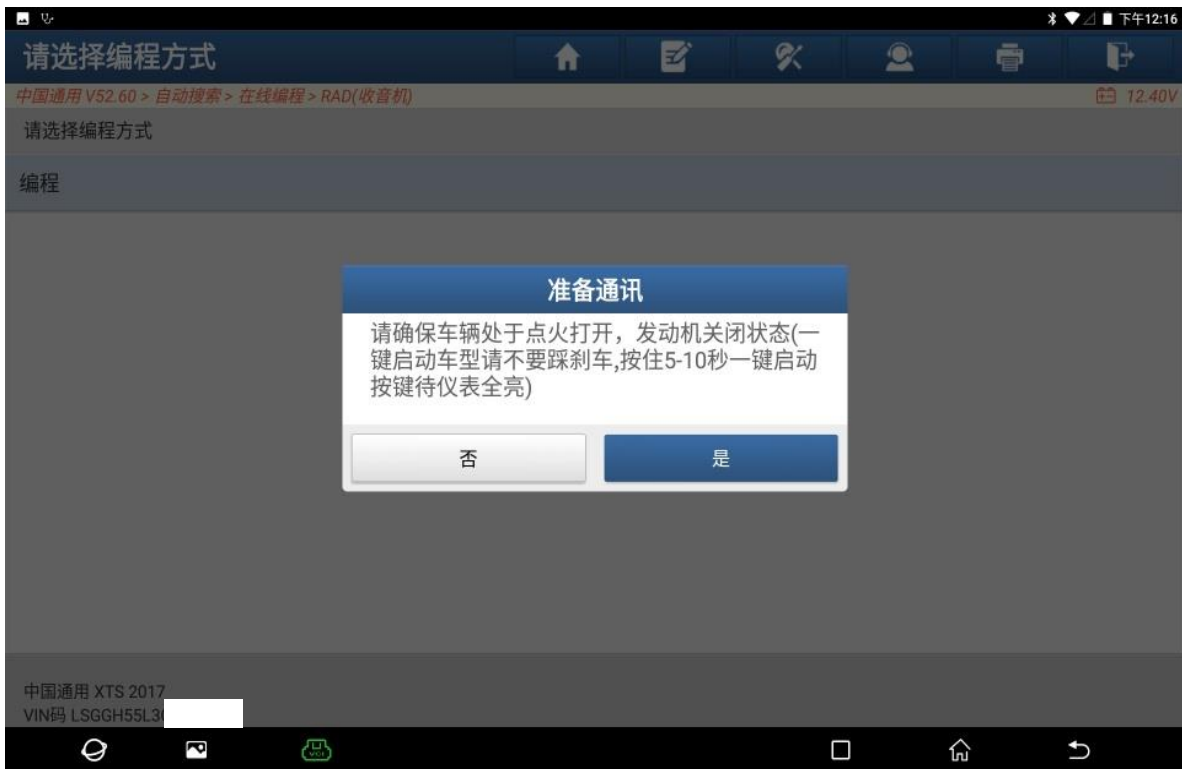 下午12:16
请选择编程方式
中国通用 V52.60 > 自动搜索 > 在线编程 > RAD(收音机)
12.40V
请选择编程方式
编程
准备通讯
请确保车辆处于点火打开，发动机关闭状态(一
键启动车型请不要踩刹车,按住5-10秒一键启动
按键待仪表全亮)
否
是
中国通用 XTS 2017
VIN码 LSGGH55L3
VCI